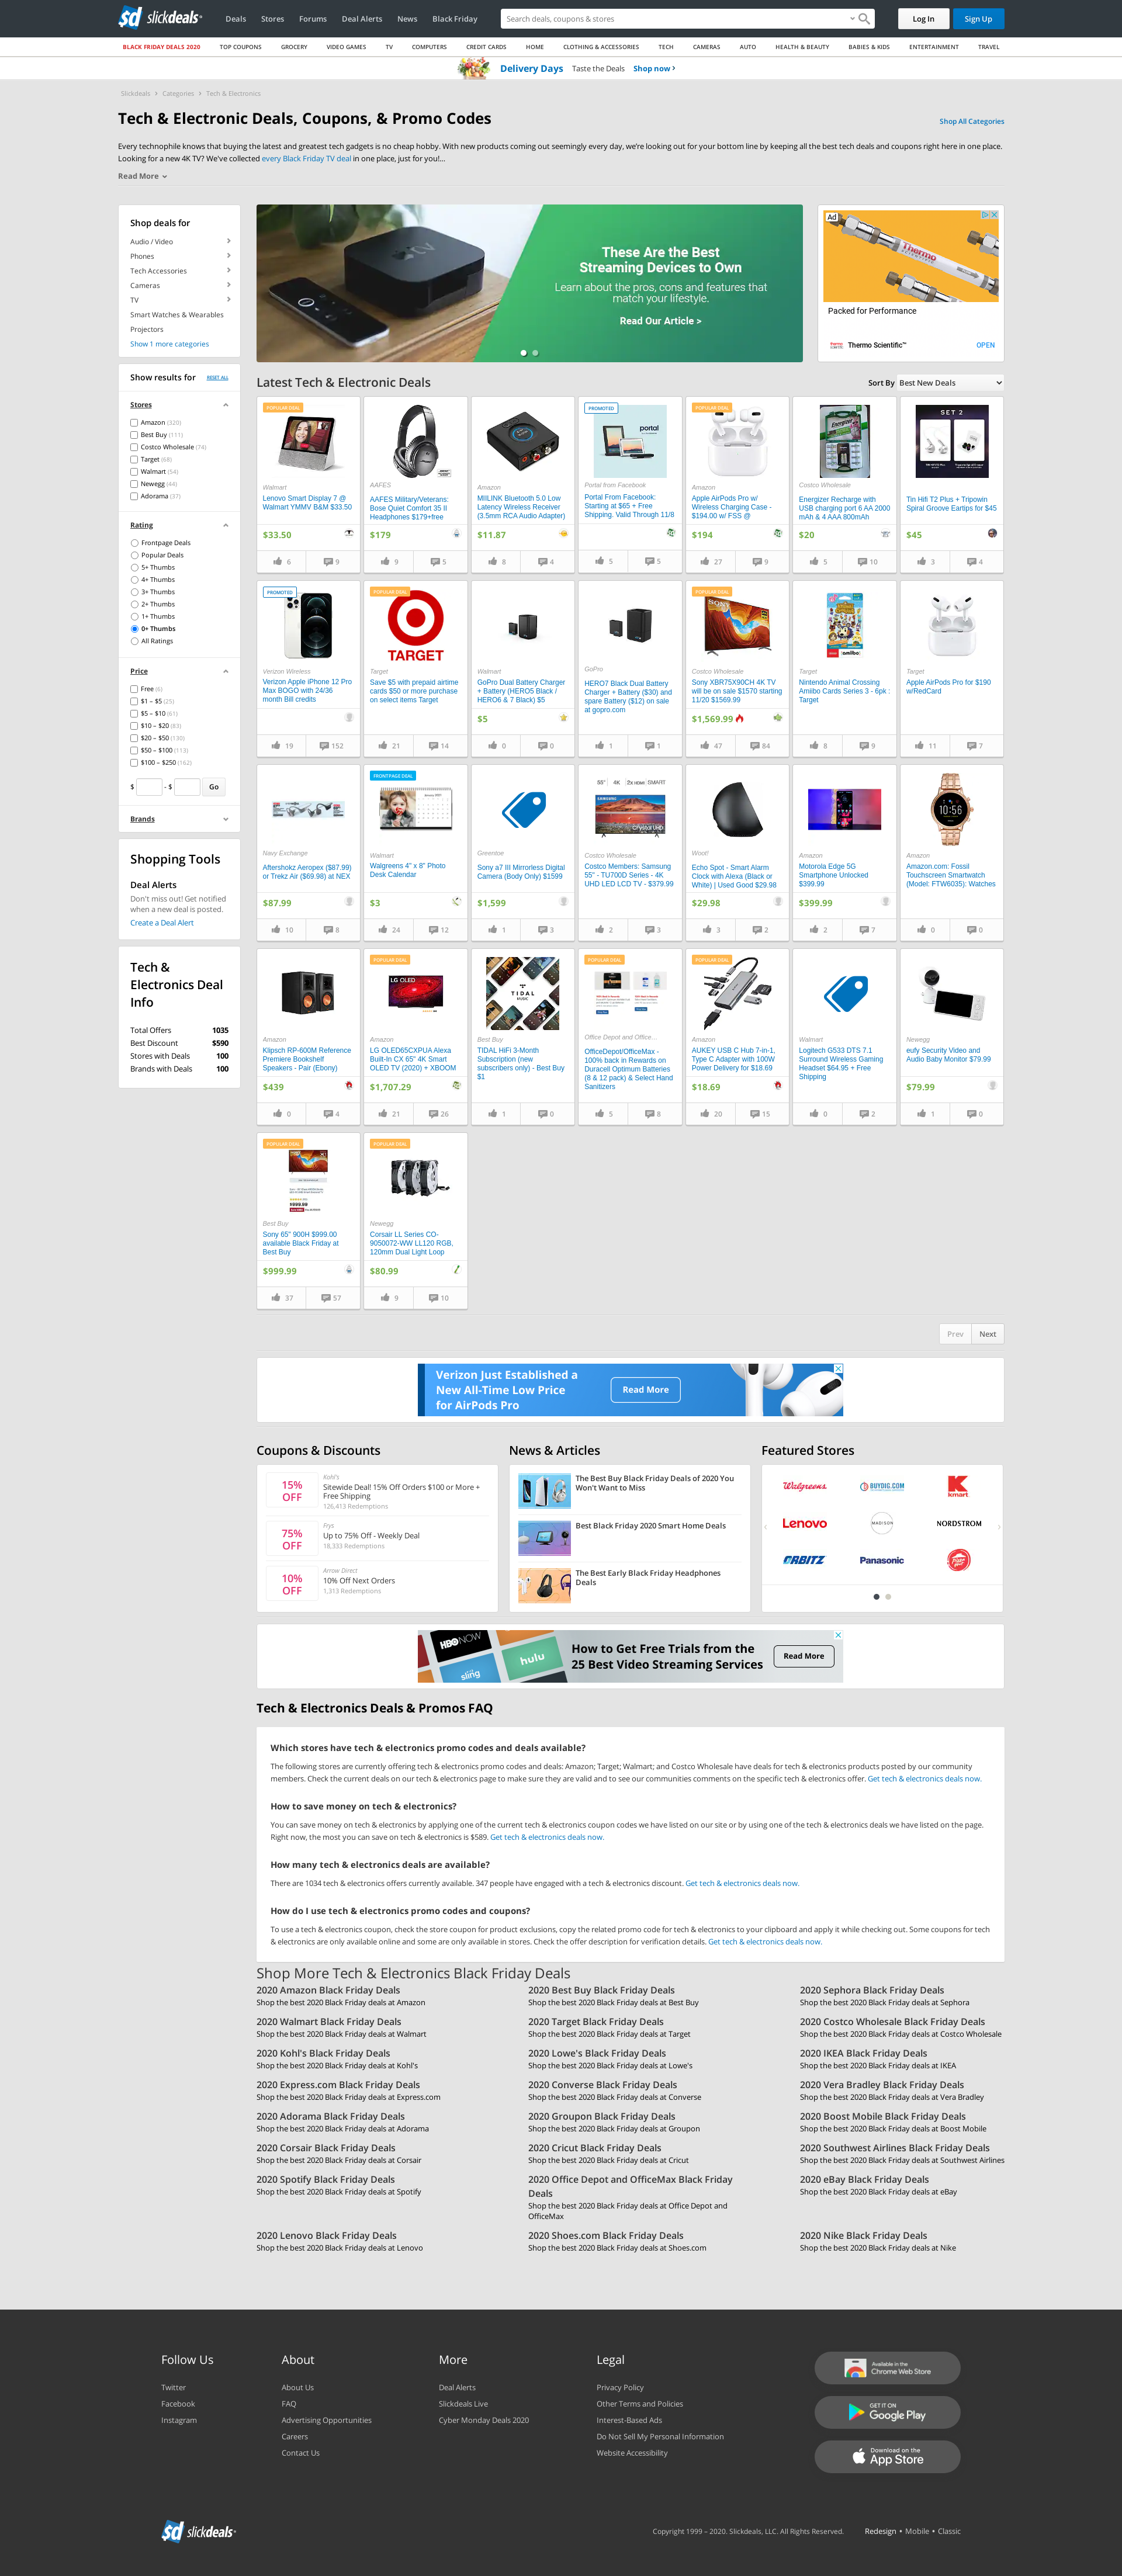 slickdeals
Deals
Stores
Forums
Deal Alerts
News
Black Friday
Search deals, coupons & stores
Log In
Sign Up
BLACK FRIDAY DEALS 2020
TOP COUPONS
GROCERY
VIDEO GAMES
TV
COMPUTERS
CREDIT CARDS
HOME
CLOTHING & ACCESSORIES
TECH
CAMERAS
AUTO
HEALTH & BEAUTY
BABIES & KIDS
ENTERTAINMENT
TRAVEL
Delivery Days Taste the Deals Shop now
Slickdeals > Categories > Tech & Electronics
Tech & Electronic Deals, Coupons, & Promo Codes
Shop All Categories
Every technophile knows that buying the latest and greatest tech gadgets is no cheap hobby. With new products coming out seemingly every day, we're looking out for your bottom line by keeping all the best tech deals and coupons right here in one place.
Looking for a new 4K TV? We've collected every Black Friday TV deal in one place, just for you!...
Read More
Shop deals for
Audio / Video
Phones
Tech Accessories
Cameras
TV
Smart Watches & Wearables
Projectors
Show 1 more categories
Show results for RESET ALL
Stores
Amazon (320)
Best Buy (111)
Costco Wholesale (74)
Target (68)
Walmart (54)
Newegg (44)
Adorama (37)
Rating
Frontpage Deals
Popular Deals
5+ Thumbs
4+ Thumbs
3+ Thumbs
2+ Thumbs
1+ Thumbs
0+ Thumbs
All Ratings
Price
Free (6)
$1 – $5 (25)
$5 – $10 (61)
$10 – $20 (83)
$20 – $50 (130)
$50 – $100 (113)
$100 – $250 (162)
$ - $ Go
Brands
Shopping Tools
Deal Alerts
Don't miss out! Get notified
when a new deal is posted.
Create a Deal Alert
Tech &
Electronics Deal
Info
Total Offers 1035
Best Discount $590
Stores with Deals 100
Brands with Deals 100
These Are the Best
Streaming Devices to Own
Learn about the pros, cons and features that
match your lifestyle.
Read Our Article >
Ad
Thermo
Packed for Performance
Thermo Scientific™
OPEN
Latest Tech & Electronic Deals
Sort By Best New Deals
POPULAR DEAL
Walmart
Lenovo Smart Display 7 @
Walmart YMMV B&M $33.50
$33.50
6
9
AAFES
AAFES Military/Veterans:
Bose Quiet Comfort 35 II
Headphones $179+free
$179
9
5
Amazon
MIILINK Bluetooth 5.0 Low
Latency Wireless Receiver
(3.5mm RCA Audio Adapter)
$11.87
8
4
PROMOTED
portal
Portal from Facebook
Portal From Facebook:
Starting at $65 + Free
Shipping. Valid Through 11/8
5
5
POPULAR DEAL
Amazon
Apple AirPods Pro w/
Wireless Charging Case -
$194.00 w/ FSS @
$194
27
9
Costco Wholesale
Energizer Recharge with
USB charging port 6 AA 2000
mAh & 4 AAA 800mAh
$20
5
10
SET 2
Tin Hifi T2 Plus + Tripowin
Spiral Groove Eartips for $45
$45
3
4
PROMOTED
Verizon Wireless
Verizon Apple iPhone 12 Pro
Max BOGO with 24/36
month Bill credits
19
152
POPULAR DEAL
TARGET
Target
Save $5 with prepaid airtime
cards $50 or more purchase
on select items Target
21
14
Walmart
GoPro Dual Battery Charger
+ Battery (HERO5 Black /
HERO6 & 7 Black) $5
$5
0
0
GoPro
HERO7 Black Dual Battery
Charger + Battery ($30) and
spare Battery ($12) on sale
at gopro.com
1
1
POPULAR DEAL
SONY
Costco Wholesale
Sony XBR75X90CH 4K TV
will be on sale $1570 starting
11/20 $1569.99
$1,569.99
47
84
Target
Nintendo Animal Crossing
Amiibo Cards Series 3 - 6pk :
Target
8
9
Target
Apple AirPods Pro for $190
w/RedCard
11
7
Navy Exchange
Aftershokz Aeropex ($87.99)
or Trekz Air ($69.98) at NEX
$87.99
10
8
FRONTPAGE DEAL
Walmart
Walgreens 4" x 8" Photo
Desk Calendar
$3
24
12
Greentoe
Sony a7 III Mirrorless Digital
Camera (Body Only) $1599
$1,599
1
3
55" 4K 2x HDMI SMART
SAMSUNG
Crystal UHD
Costco Wholesale
Costco Members: Samsung
55" - TU700D Series - 4K
UHD LED LCD TV - $379.99
2
3
Woot!
Echo Spot - Smart Alarm
Clock with Alexa (Black or
White) | Used Good $29.98
$29.98
3
2
Amazon
Motorola Edge 5G
Smartphone Unlocked
$399.99
$399.99
2
7
Amazon
Amazon.com: Fossil
Touchscreen Smartwatch
(Model: FTW6035): Watches
0
0
Amazon
Klipsch RP-600M Reference
Premiere Bookshelf
Speakers - Pair (Ebony)
$439
0
4
POPULAR DEAL
LG OLED
Amazon
LG OLED65CXPUA Alexa
Built-In CX 65" 4K Smart
OLED TV (2020) + XBOOM
$1,707.29
21
26
TIDAL
MUSIC
Best Buy
TIDAL HiFi 3-Month
Subscription (new
subscribers only) - Best Buy
$1
1
0
POPULAR DEAL
Office Depot and Office...
OfficeDepot/OfficeMax -
100% back in Rewards on
Duracell Optimum Batteries
(8 & 12 pack) & Select Hand
Sanitizers
5
8
POPULAR DEAL
Amazon
AUKEY USB C Hub 7-in-1,
Type C Adapter with 100W
Power Delivery for $18.69
$18.69
20
15
Walmart
Logitech G533 DTS 7.1
Surround Wireless Gaming
Headset $64.95 + Free
Shipping
0
2
Newegg
eufy Security Video and
Audio Baby Monitor $79.99
$79.99
1
0
POPULAR DEAL
Best Buy
Sony 65" 900H $999.00
available Black Friday at
Best Buy
$999.99
37
57
POPULAR DEAL
Newegg
Corsair LL Series CO-
9050072-WW LL120 RGB,
120mm Dual Light Loop
$80.99
9
10
Prev
Next
Verizon Just Established a
New All-Time Low Price
for AirPods Pro
Read More
Coupons & Discounts
15%
OFF
Kohl's
Sitewide Deal! 15% Off Orders $100 or More +
Free Shipping
126,413 Redemptions
75%
OFF
Frys
Up to 75% Off - Weekly Deal
18,333 Redemptions
10%
OFF
Arrow Direct
10% Off Next Orders
1,313 Redemptions
News & Articles
The Best Buy Black Friday Deals of 2020 You
Won't Want to Miss
Best Black Friday 2020 Smart Home Deals
The Best Early Black Friday Headphones
Deals
Featured Stores
Walgreens
BUYDIG.COM
kmart
Lenovo
MADISON
NORDSTROM
ORBITZ
Panasonic
HBO NOW
sling
hulu
How to Get Free Trials from the
25 Best Video Streaming Services
Read More
Tech & Electronics Deals & Promos FAQ
Which stores have tech & electronics promo codes and deals available?
The following stores are currently offering tech & electronics promo codes and deals: Amazon; Target; Walmart; and Costco Wholesale have deals for tech & electronics products posted by our community
members. Check the current deals on our tech & electronics page to make sure they are valid and to see our communities comments on the specific tech & electronics offer. Get tech & electronics deals now.
How to save money on tech & electronics?
You can save money on tech & electronics by applying one of the current tech & electronics coupon codes we have listed on our site or by using one of the tech & electronics deals we have listed on the page.
Right now, the most you can save on tech & electronics is $589. Get tech & electronics deals now.
How many tech & electronics deals are available?
There are 1034 tech & electronics offers currently available. 347 people have engaged with a tech & electronics discount. Get tech & electronics deals now.
How do I use tech & electronics promo codes and coupons?
To use a tech & electronics coupon, check the store coupon for product exclusions, copy the related promo code for tech & electronics to your clipboard and apply it while checking out. Some coupons for tech
& electronics are only available online and some are only available in stores. Check the offer description for verification details. Get tech & electronics deals now.
Shop More Tech & Electronics Black Friday Deals
2020 Amazon Black Friday Deals
Shop the best 2020 Black Friday deals at Amazon
2020 Best Buy Black Friday Deals
Shop the best 2020 Black Friday deals at Best Buy
2020 Sephora Black Friday Deals
Shop the best 2020 Black Friday deals at Sephora
2020 Walmart Black Friday Deals
Shop the best 2020 Black Friday deals at Walmart
2020 Target Black Friday Deals
Shop the best 2020 Black Friday deals at Target
2020 Costco Wholesale Black Friday Deals
Shop the best 2020 Black Friday deals at Costco Wholesale
2020 Kohl's Black Friday Deals
Shop the best 2020 Black Friday deals at Kohl's
2020 Lowe's Black Friday Deals
Shop the best 2020 Black Friday deals at Lowe's
2020 IKEA Black Friday Deals
Shop the best 2020 Black Friday deals at IKEA
2020 Express.com Black Friday Deals
Shop the best 2020 Black Friday deals at Express.com
2020 Converse Black Friday Deals
Shop the best 2020 Black Friday deals at Converse
2020 Vera Bradley Black Friday Deals
Shop the best 2020 Black Friday deals at Vera Bradley
2020 Adorama Black Friday Deals
Shop the best 2020 Black Friday deals at Adorama
2020 Groupon Black Friday Deals
Shop the best 2020 Black Friday deals at Groupon
2020 Boost Mobile Black Friday Deals
Shop the best 2020 Black Friday deals at Boost Mobile
2020 Corsair Black Friday Deals
Shop the best 2020 Black Friday deals at Corsair
2020 Cricut Black Friday Deals
Shop the best 2020 Black Friday deals at Cricut
2020 Southwest Airlines Black Friday Deals
Shop the best 2020 Black Friday deals at Southwest Airlines
2020 Spotify Black Friday Deals
Shop the best 2020 Black Friday deals at Spotify
2020 Office Depot and OfficeMax Black Friday
Deals
Shop the best 2020 Black Friday deals at Office Depot and
OfficeMax
2020 eBay Black Friday Deals
Shop the best 2020 Black Friday deals at eBay
2020 Lenovo Black Friday Deals
Shop the best 2020 Black Friday deals at Lenovo
2020 Shoes.com Black Friday Deals
Shop the best 2020 Black Friday deals at Shoes.com
2020 Nike Black Friday Deals
Shop the best 2020 Black Friday deals at Nike
Follow Us
Twitter
Facebook
Instagram
About
About Us
FAQ
Advertising Opportunities
Careers
Contact Us
More
Deal Alerts
Slickdeals Live
Cyber Monday Deals 2020
Legal
Privacy Policy
Other Terms and Policies
Interest-Based Ads
Do Not Sell My Personal Information
Website Accessibility
Available in the
Chrome Web Store
GET IT ON
Google Play
Download on the
App Store
slickdeals
Copyright 1999 – 2020. Slickdeals, LLC. All Rights Reserved.
Redesign • Mobile • Classic